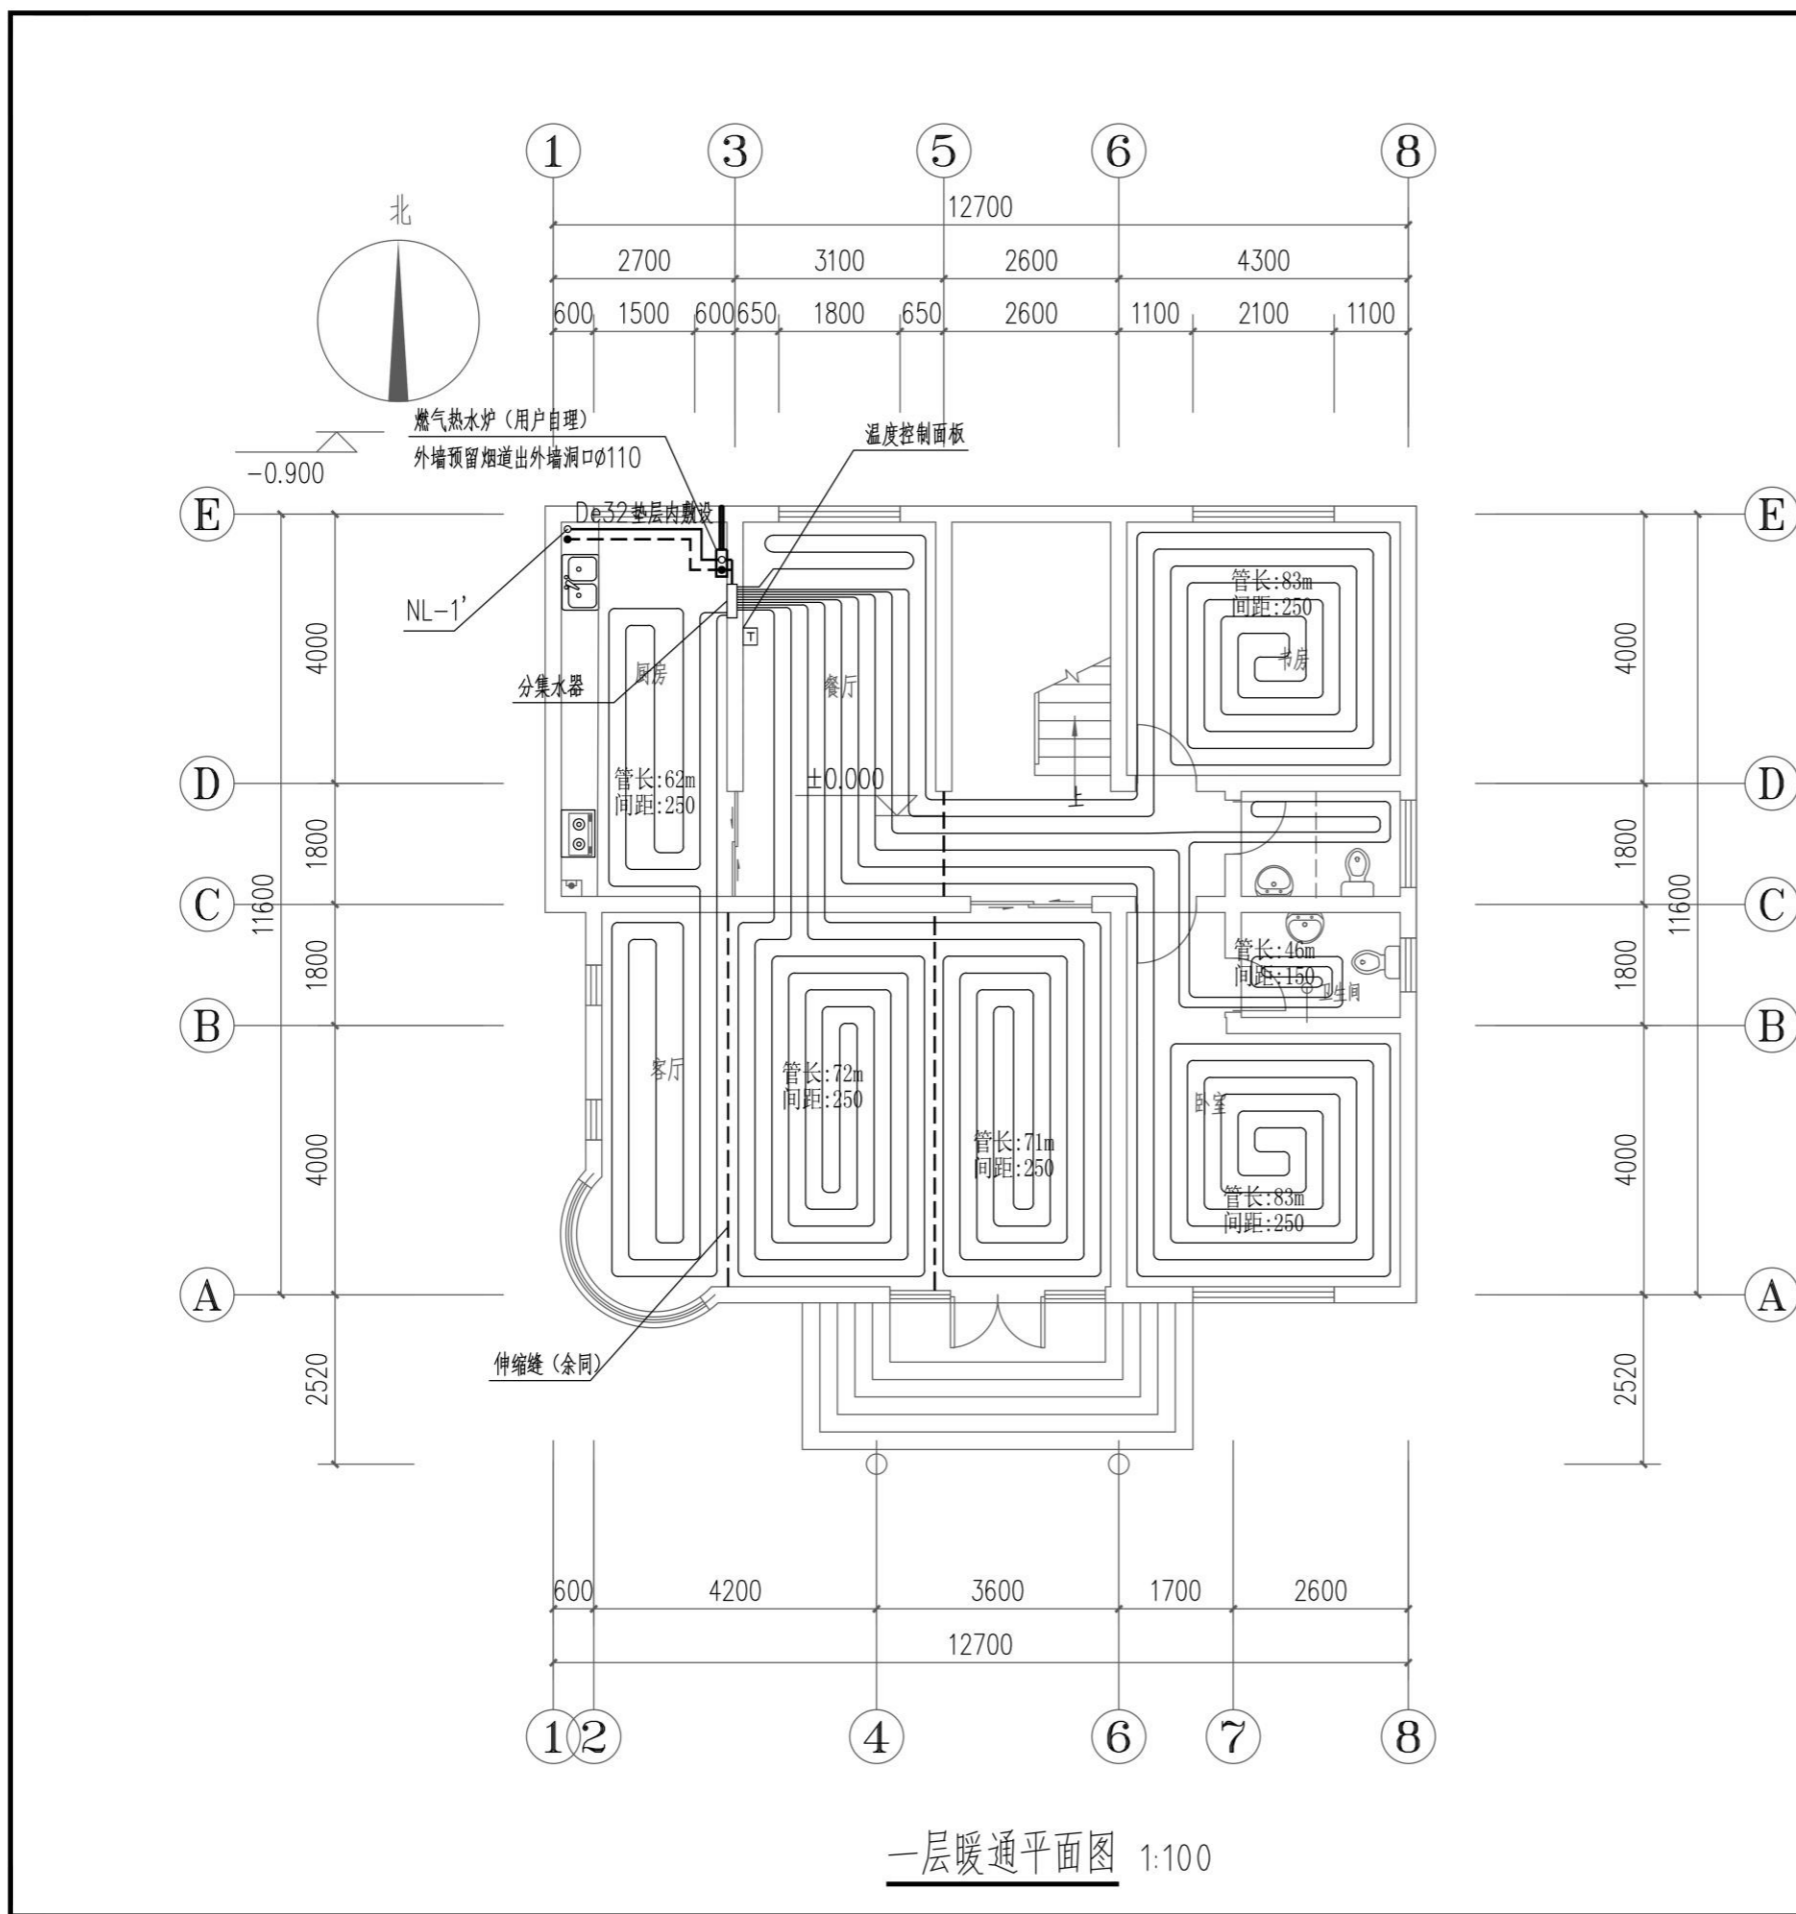 1 3 5 6 8
北
12700
2700 3100 2600 4300
600 1500 600 650 1800 650 2600 1100 2100 1100
燃气热水炉（用户自理）
外墙预留烟道出外墙洞口ø110
温度控制面板
-0.900
E De32垫层内敷设 E
管长:83m
间距:250
NL-1'
T
4000 厨房 餐厅 书房 4000
分集水器
D 管长:62m ±0.000 D
间距:250
上
1800 1800
C C
11600 11600
管长:46m
间距:150
卫生间
1800 1800
B B
客厅
管长:72m
间距:250
卧室
管长:71m
间距:250
4000 4000
管长:83m
间距:250
A A
伸缩缝（余同）
2520 2520
600 4200 3600 1700 2600
12700
1 2 4 6 7 8
一层暖通平面图 1:100